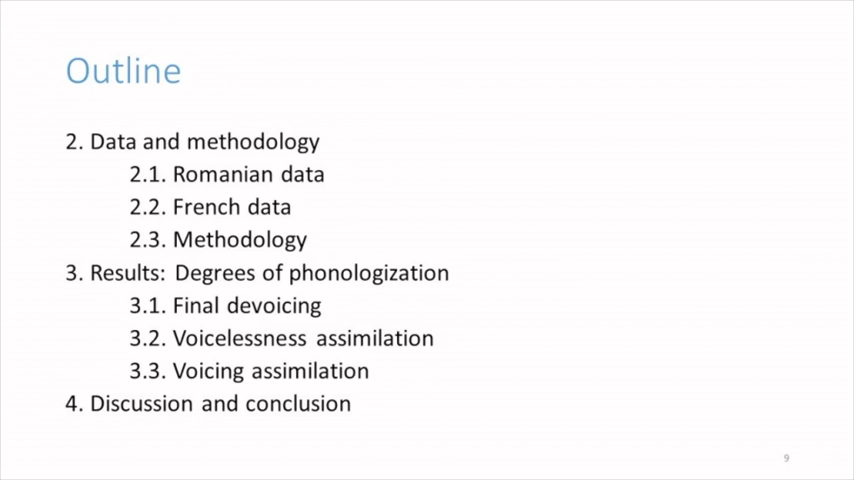 Outline
2. Data and methodology
2.1. Romanian data
2.2. French data
2.3. Methodology
3. Results: Degrees of phonologization
3.1. Final devoicing
3.2. Voicelessness assimilation
3.3. Voicing assimilation
4. Discussion and conclusion
9